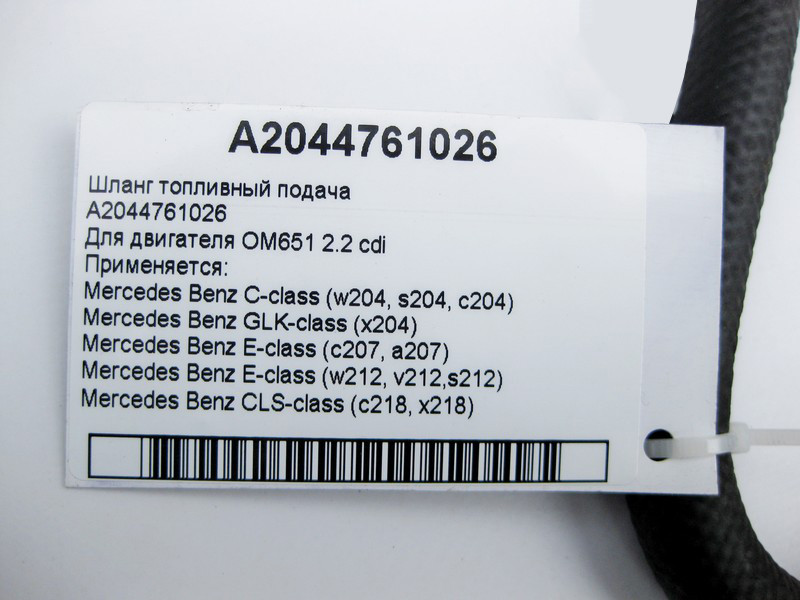 A2044761026
Шланг топливный подача
A2044761026
Для двигателя OM651 2.2 cdi
Применяется:
Mercedes Benz C-class (w204, s204, c204)
Mercedes Benz GLK-class (x204)
Mercedes Benz E-class (c207, a207)
Mercedes Benz E-class (w212, v212,s212)
Mercedes Benz CLS-class (c218, x218)